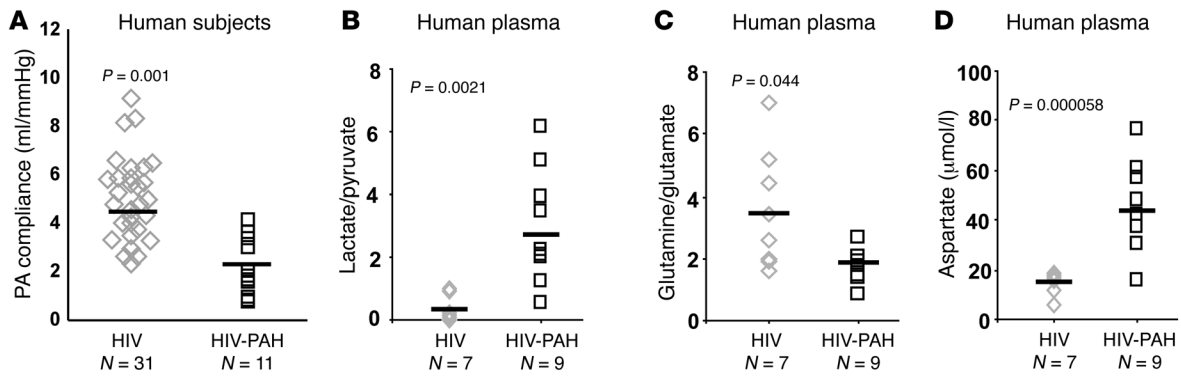 A Human subjects
PA compliance (ml/mmHg)
12
10
8
6
4
2
0
P = 0.001
HIV
N = 31
HIV-PAH
N = 11
B Human plasma
Lactate/pyruvate
8
6
4
2
0
P = 0.0021
HIV
N = 7
HIV-PAH
N = 9
C Human plasma
Glutamine/glutamate
8
6
4
2
0
P = 0.044
HIV
N = 7
HIV-PAH
N = 9
D Human plasma
Aspartate (μmol/l)
100
80
60
40
20
0
P = 0.000058
HIV
N = 7
HIV-PAH
N = 9